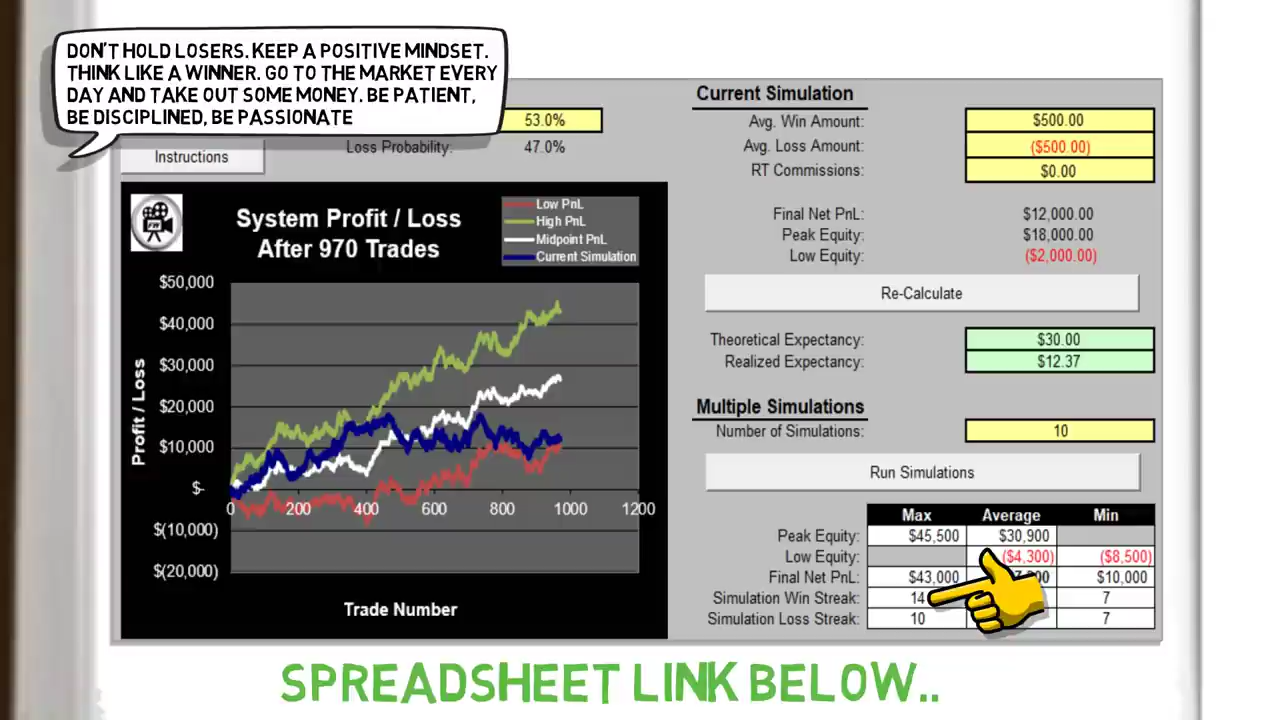 DON'T HOLD LOSERS. KEEP A POSITIVE MINDSET.
THINK LIKE A WINNER. GO TO THE MARKET EVERY
DAY AND TAKE OUT SOME MONEY. BE PATIENT,
BE DISCIPLINED, BE PASSIONATE
53.0%
Loss Probability: 47.0%
Instructions
System Profit / Loss
After 970 Trades
Low PnL
High PnL
Midpoint PnL
Current Simulation
$50,000
$40,000
$30,000
$20,000
$10,000
$-
$(10,000)
$(20,000)
0 200 400 600 800 1000 1200
Profit / Loss
Trade Number
Current Simulation
Avg. Win Amount: $500.00
Avg. Loss Amount: ($500.00)
RT Commissions: $0.00
Final Net PnL: $12,000.00
Peak Equity: $18,000.00
Low Equity: ($2,000.00)
Re-Calculate
Theoretical Expectancy: $30.00
Realized Expectancy: $12.37
Multiple Simulations
Number of Simulations: 10
Run Simulations
Max Average Min
Peak Equity: $45,500 $30,900
Low Equity: ($4,300) ($8,500)
Final Net PnL: $43,000 $10,000
Simulation Win Streak: 14 7
Simulation Loss Streak: 10 7
SPREADSHEET LINK BELOW..